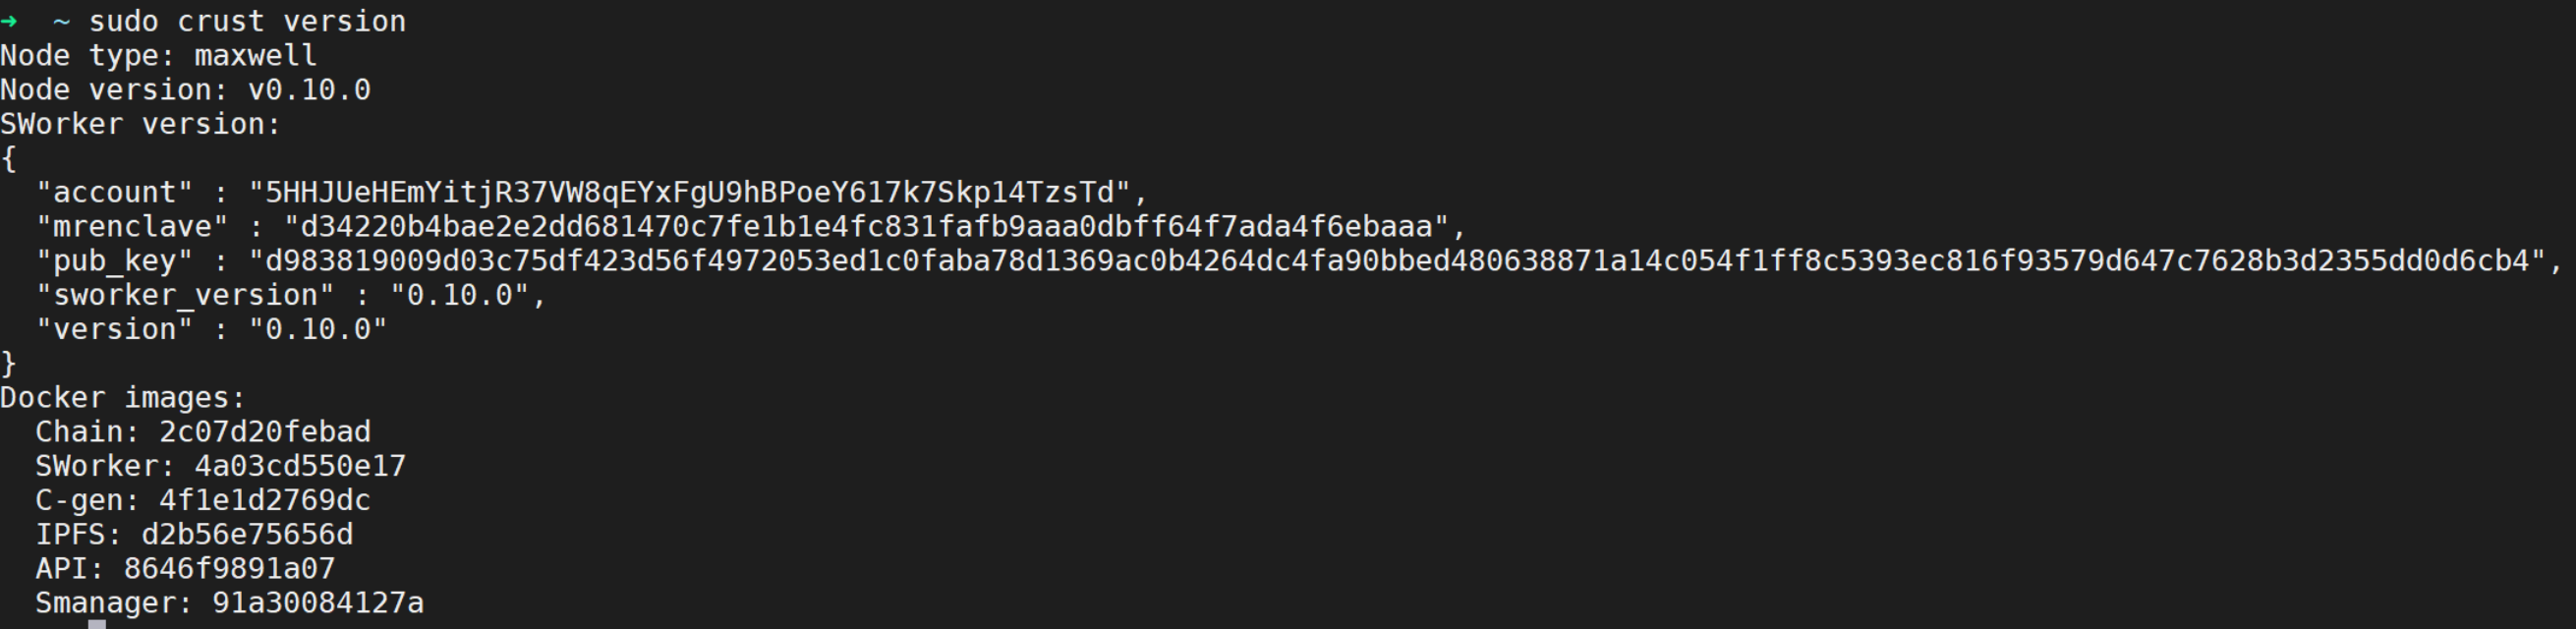 ➜  ~ sudo crust version
Node type: maxwell
Node version: v0.10.0
SWorker version:
{
  "account" : "5HHJUeHEmYitjR37VW8qEYxFgU9hBPoeY617k7Skp14TzsTd",
  "mrenclave" : "d34220b4bae2e2dd681470c7fe1b1e4fc831fafb9aaa0dbff64f7ada4f6ebaaa",
  "pub_key" : "d983819009d03c75df423d56f4972053ed1c0faba78d1369ac0b4264dc4fa90bbed480638871a14c054f1ff8c5393ec816f93579d647c7628b3d2355dd0d6cb4",
  "sworker_version" : "0.10.0",
  "version" : "0.10.0"
}
Docker images:
  Chain: 2c07d20febad
  SWorker: 4a03cd550e17
  C-gen: 4f1e1d2769dc
  IPFS: d2b56e75656d
  API: 8646f9891a07
  Smanager: 91a30084127a